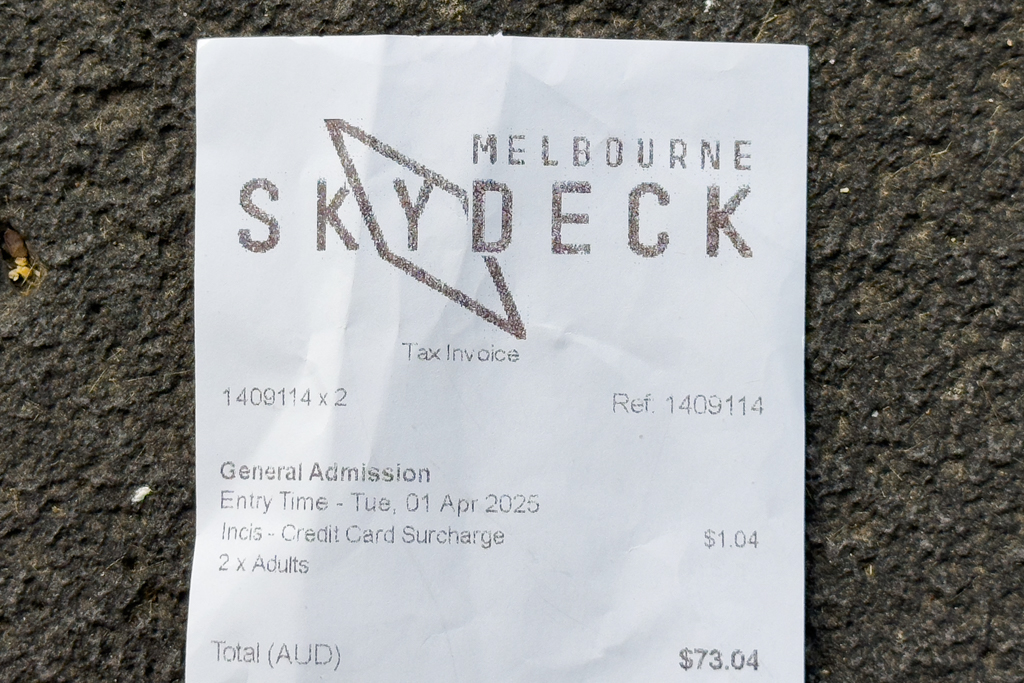 MELBOURNE
SKYDECK
Tax Invoice
1409114 x 2 Ref: 1409114
General Admission
Entry Time - Tue, 01 Apr 2025
Incls - Credit Card Surcharge $1.04
2 x Adults
Total (AUD) $73.04